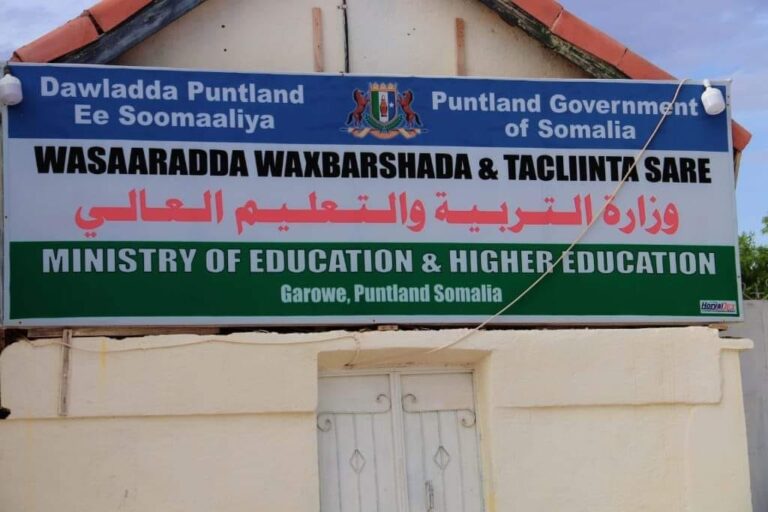 Dawladda Puntland
Ee Soomaaliya
Puntland Government
of Somalia
WASAARADDA WAXBARSHADA & TACLIINTA SARE
وزارة التربية والتعليم العالي
MINISTRY OF EDUCATION & HIGHER EDUCATION
Garowe, Puntland Somalia